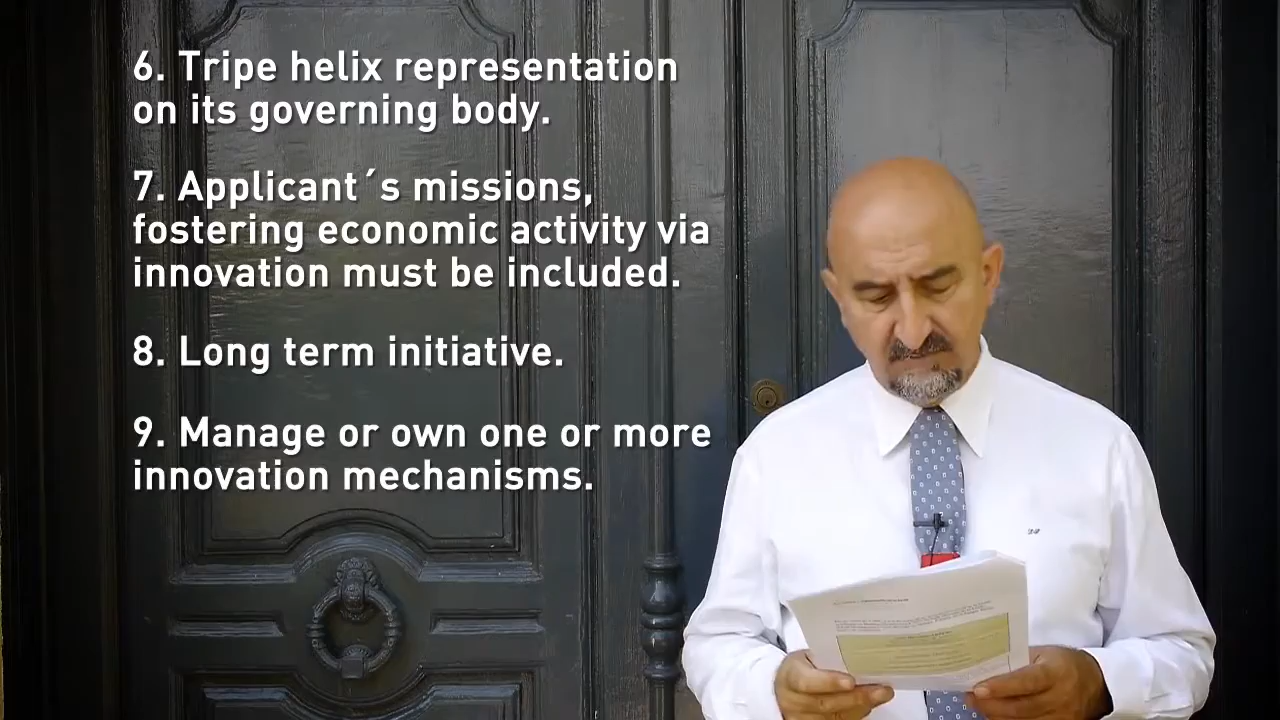 6. Tripe helix representation
on its governing body.
7. Applicant´s missions,
fostering economic activity via
innovation must be included.
8. Long term initiative.
9. Manage or own one or more
innovation mechanisms.